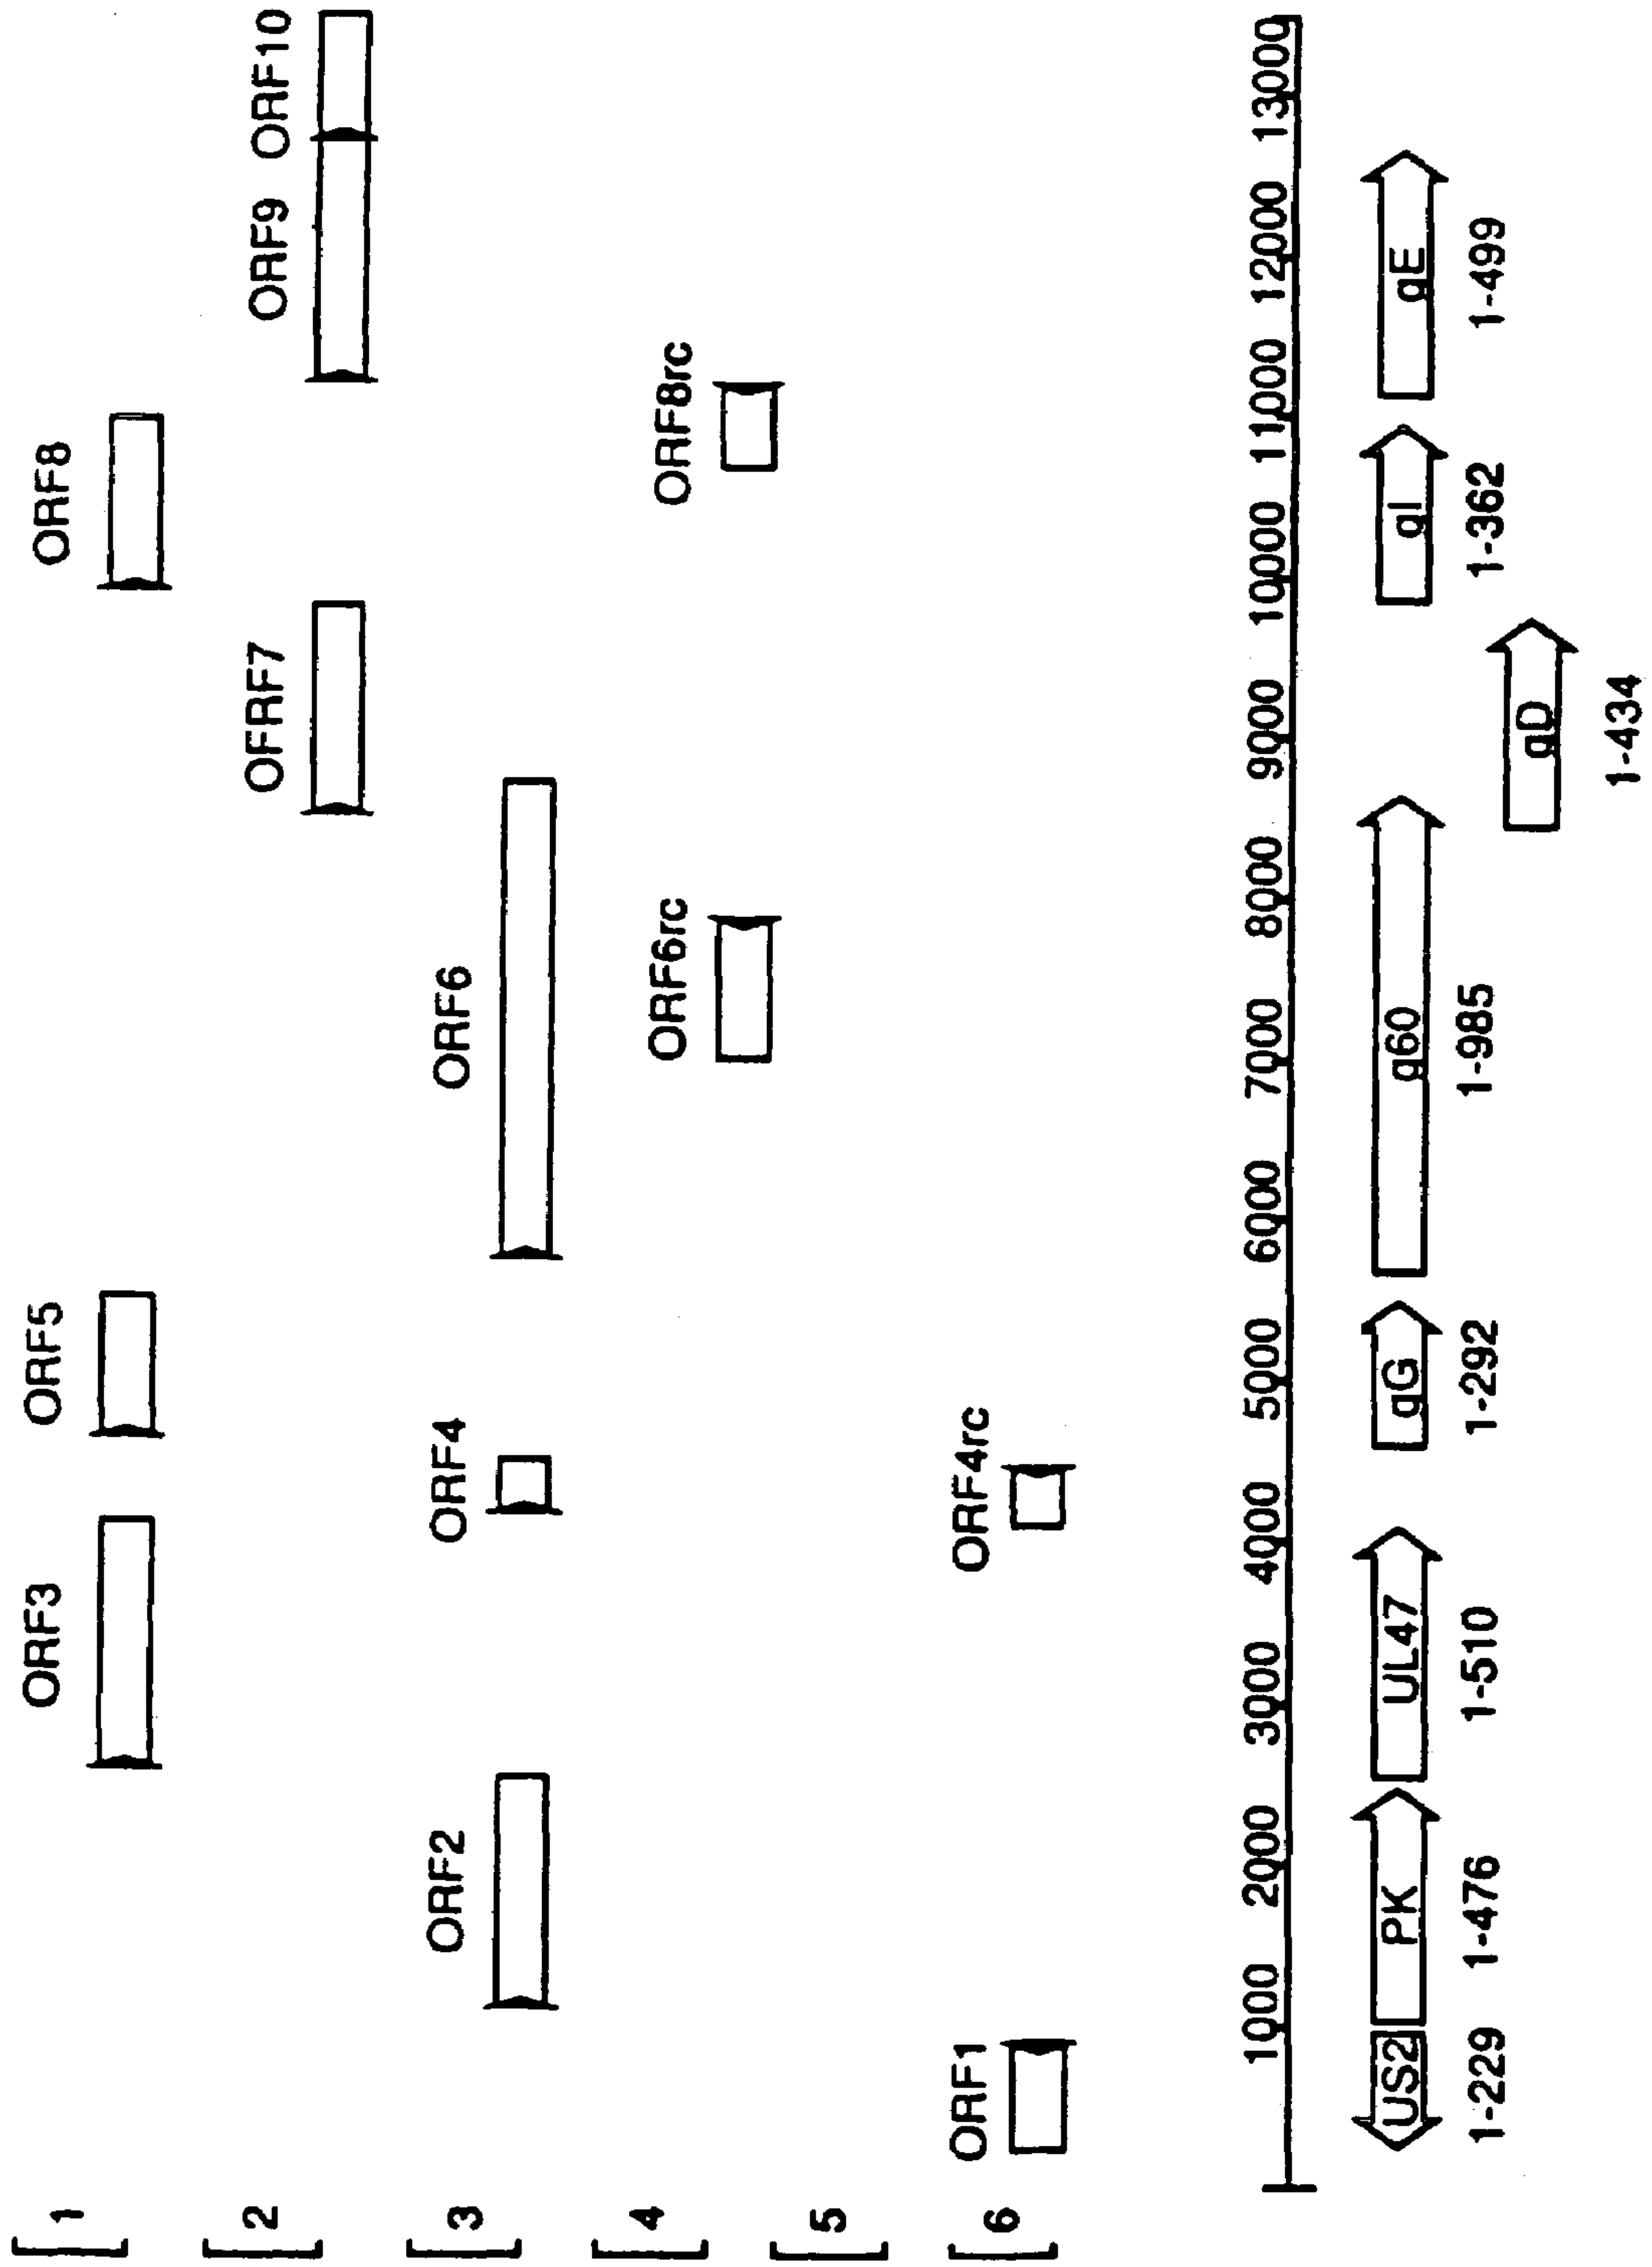 1
ORF3
ORF5
ORF8
2
OFRF7
ORF9
ORF10
3
ORF2
ORF4
ORF6
4
ORF6rc
ORF8rc
5
6
ORF1
ORF4rc
1000 2000 3000 4000 5000 6000 7000 8000 9000 10000 11000 12000 13000
US2 PK UL47 gG g60 gI gE
1-229 1-476 1-510 1-292 1-985 1-362 1-499
gD
1-434